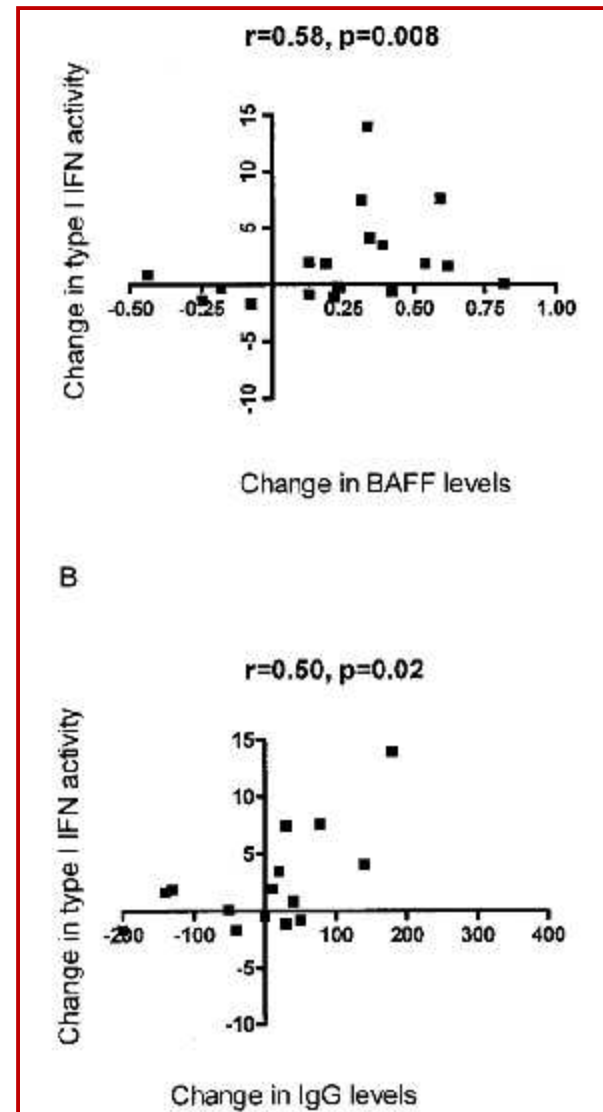 r=0.58, p=0.008
Change in type I IFN activity
15
10
5
-0.50 -0.25 0.25 0.50 0.75 1.00
-5
-10
Change in BAFF levels
B
r=0.50, p=0.02
Change in type I IFN activity
15
10
5
-200 -100 100 200 300 400
-5
-10
Change in IgG levels